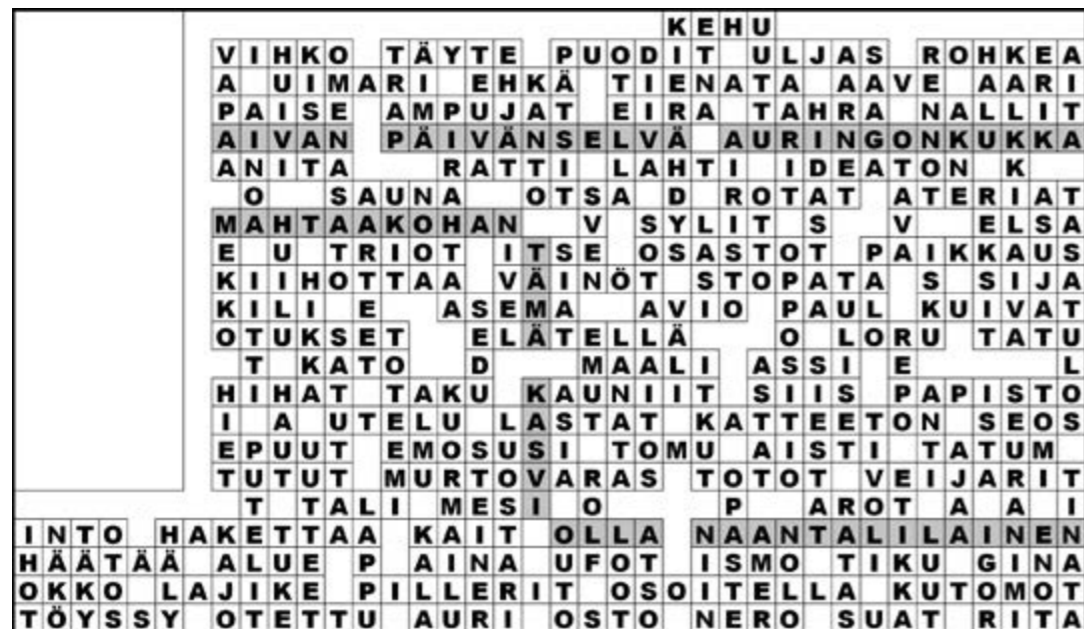 KEHU
VIHKO TÄYTE PUODIT ULJAS ROHKEA
A UIMARI EHKÄ TIENATA AAVE AARI
PAISE AMPUJAT EIRA TAHRA NALLIT
AIVAN PÄIVÄNSELVÄ AURINGONKUKKA
ANITA RATTI LAHTI IDEATON K
O SAUNA OTSA D ROTAT ATERIAT
MAHTAAKOHAN V SYLIT S V ELSA
E U TRIOT ITSE OSASTOT PAIKKAUS
KIIHOTTAA VÄINÖT STOPATA S SIJA
KILI E ASEMA AVIO PAUL KUIVAT
OTUKSET ELÄTELLÄ O LORU TATU
T KATO D MAALI ASSI E L
HIHAT TAKU KAUNIIT SIIS PAPISTO
I A UTELU LASTAT KATTEETON SEOS
EPUUT EMOSUSI TOMU AISTI TATUM
TUTUT MURTOVARAS TOTOT VEIJARIT
T TALI MESI O P AROT A A I
INTO HAKETTAA KAIT OLLA NAANTALILAINEN
HÄÄTÄÄ ALUE P AINA UFOT ISMO TIKU GINA
OKKO LAJIKE PILLERIT OSOITELLA KUTOMOT
TÖYSSY OTETTU AURI OSTO NERO SUAT RITA